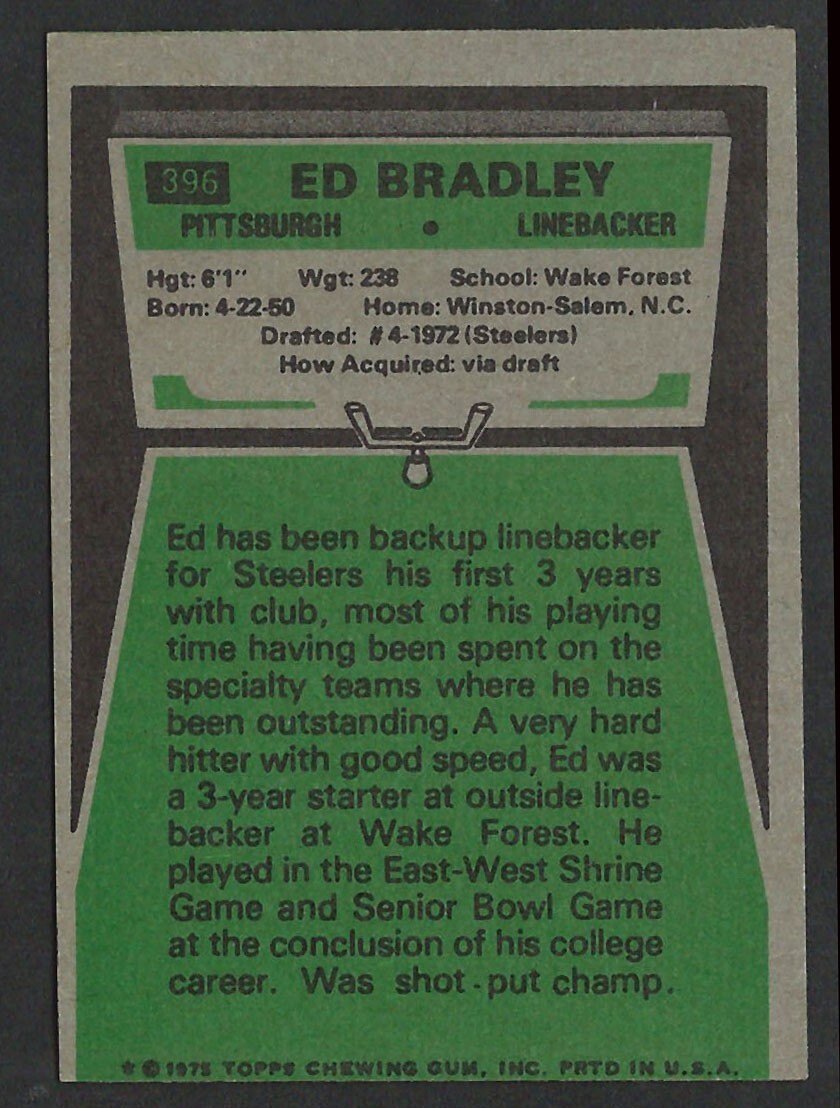 396 ED BRADLEY
PITTSBURGH • LINEBACKER
Hgt: 6'1" Wgt: 238 School: Wake Forest
Born: 4-22-50 Home: Winston-Salem, N.C.
Drafted: #4-1972 (Steelers)
How Acquired: via draft
Ed has been backup linebacker
for Steelers his first 3 years
with club, most of his playing
time having been spent on the
specialty teams where he has
been outstanding. A very hard
hitter with good speed, Ed was
a 3-year starter at outside line-
backer at Wake Forest. He
played in the East-West Shrine
Game and Senior Bowl Game
at the conclusion of his college
career. Was shot-put champ.
* © 1975 TOPPS CHEWING GUM, INC. PRTD IN U.S.A.